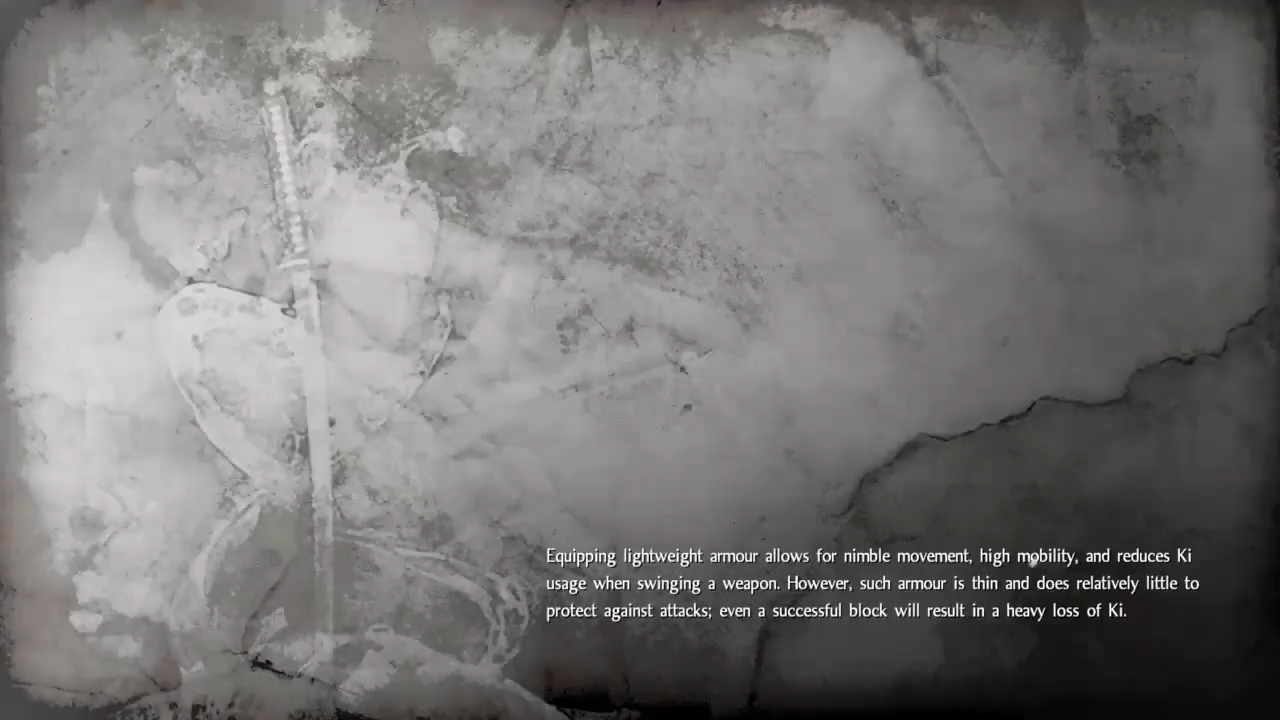 Equipping lightweight armour allows for nimble movement, high mobility, and reduces Ki
usage when swinging a weapon. However, such armour is thin and does relatively little to
protect against attacks; even a successful block will result in a heavy loss of Ki.